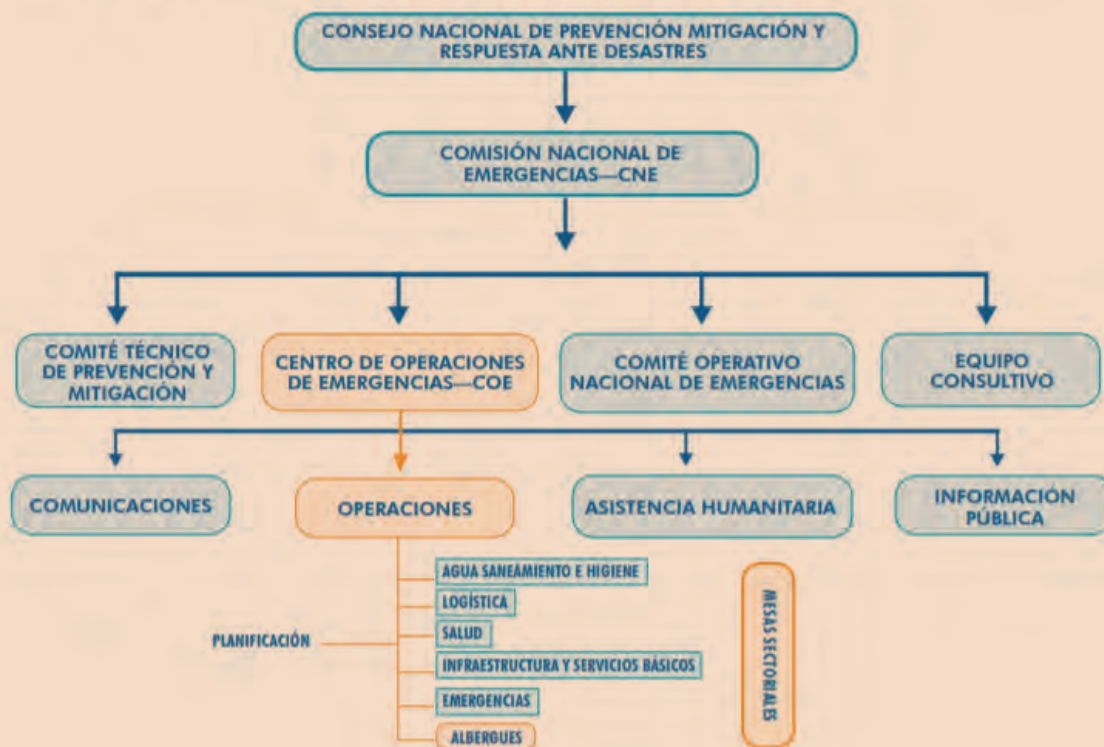 CONSEJO NACIONAL DE PREVENCIÓN MITIGACIÓN Y
RESPUESTA ANTE DESASTRES
COMISIÓN NACIONAL DE
EMERGENCIAS—CNE
COMITÉ TÉCNICO
DE PREVENCIÓN Y
MITIGACIÓN
CENTRO DE OPERACIONES
DE EMERGENCIAS—COE
COMITÉ OPERATIVO
NACIONAL DE EMERGENCIAS
EQUIPO
CONSULTIVO
COMUNICACIONES
OPERACIONES
ASISTENCIA HUMANITARIA
INFORMACIÓN
PÚBLICA
PLANIFICACIÓN
AGUA SANEAMIENTO E HIGIENE
LOGÍSTICA
SALUD
INFRAESTRUCTURA Y SERVICIOS BÁSICOS
EMERGENCIAS
ALBERGUES
MESAS SECTORIALES